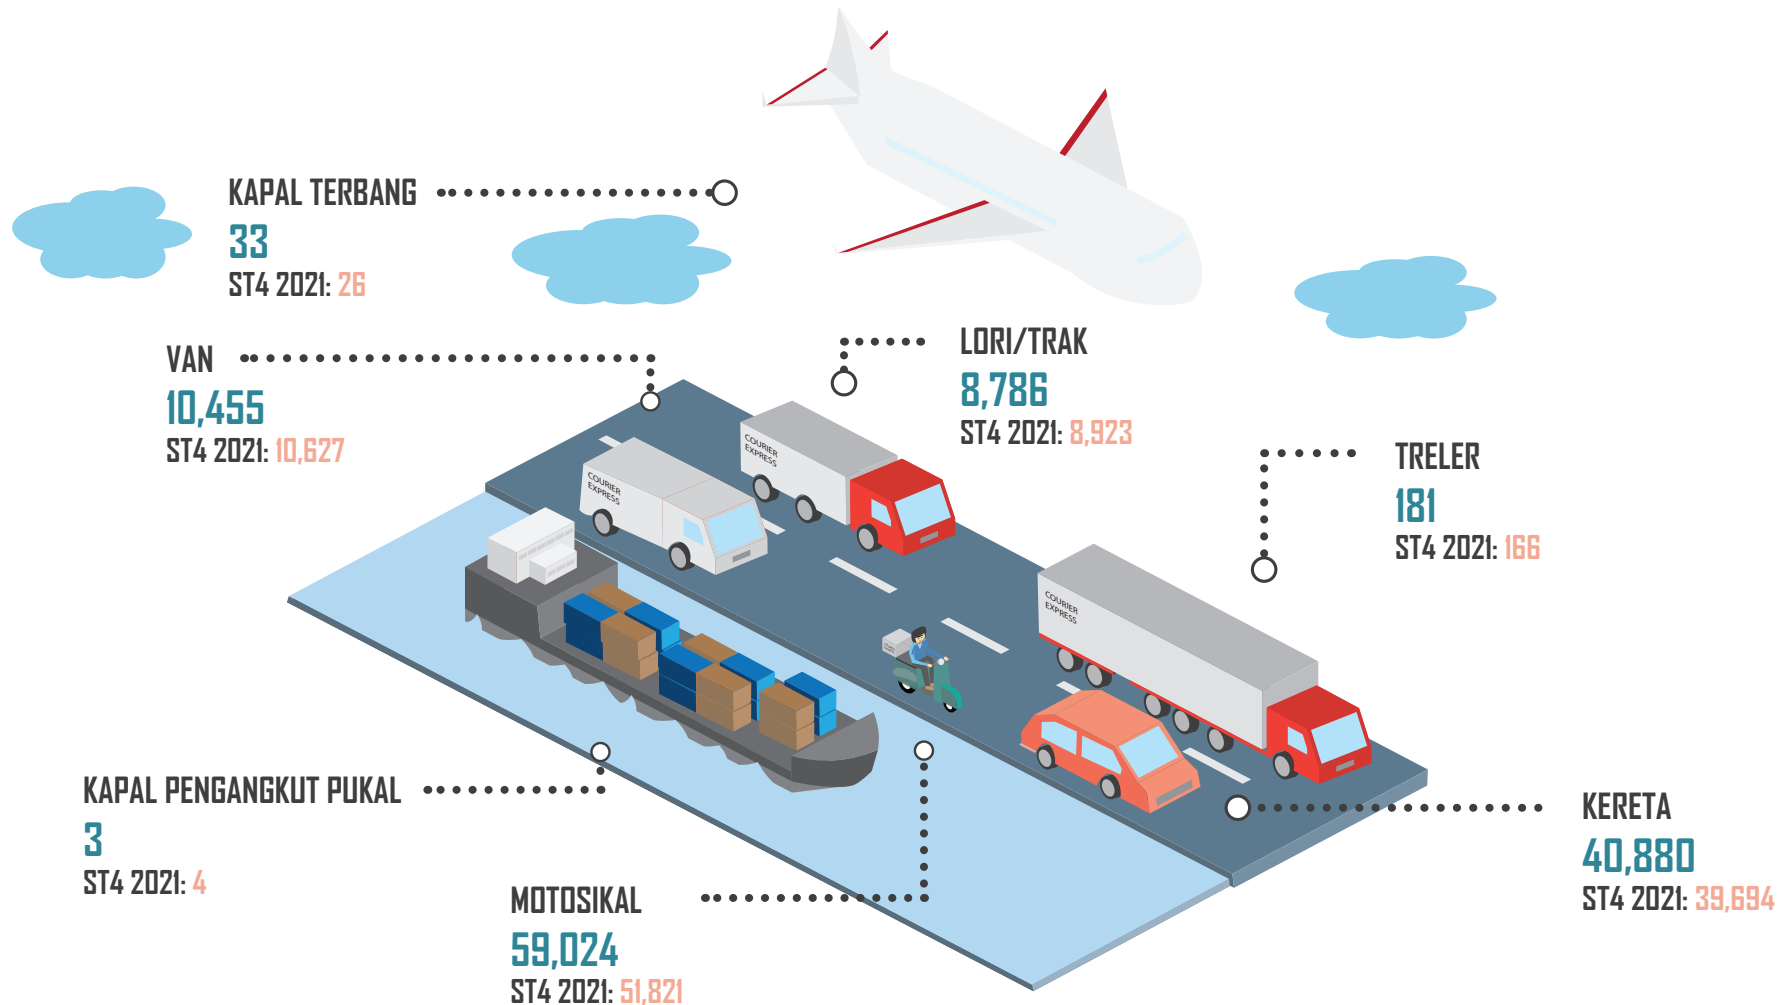 KAPAL TERBANG
33
ST4 2021: 26
VAN
10,455
ST4 2021: 10,627
LORI/TRAK
8,786
ST4 2021: 8,923
TRELER
181
ST4 2021: 166
COURIER
EXPRESS
COURIER
EXPRESS
COURIER
EXPRESS
KAPAL PENGANGKUT PUKAL
3
ST4 2021: 4
MOTOSIKAL
59,024
ST4 2021: 51,821
KERETA
40,880
ST4 2021: 39,694